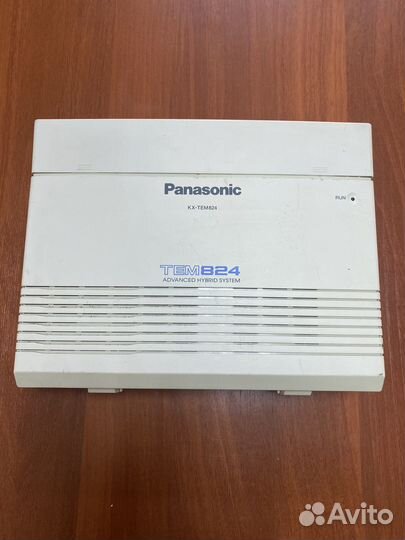 Panasonic
KX-TEM824
RUN
TEM824
ADVANCED HYBRID SYSTEM
Avito